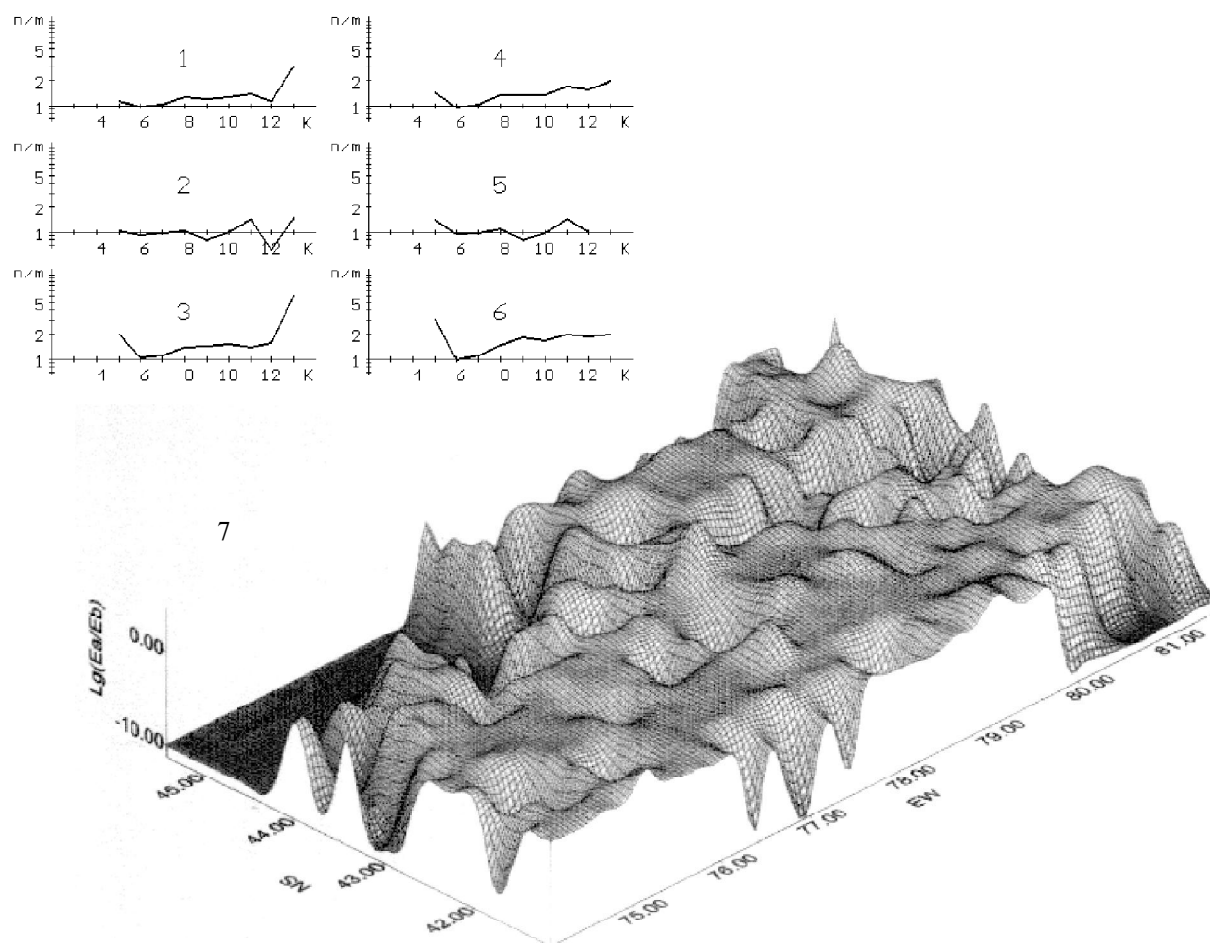 n/m n/m
5 1 5 4
2 2
1 1
4 6 8 10 12 K 4 6 8 10 12 K
n/m n/m
5 2 5 5
2 2
1 1
4 6 8 10 12 K 4 6 8 10 12 K
n/m n/m
5 3 5 6
2 2
1 1
4 6 0 10 12 K 4 6 0 10 12 K
7
Lg(Ea/Eb)
0.00
-10.00
45.00
44.00
43.00
42.00
SN
75.00
76.00
77.00
78.00
79.00
80.00
81.00
EW